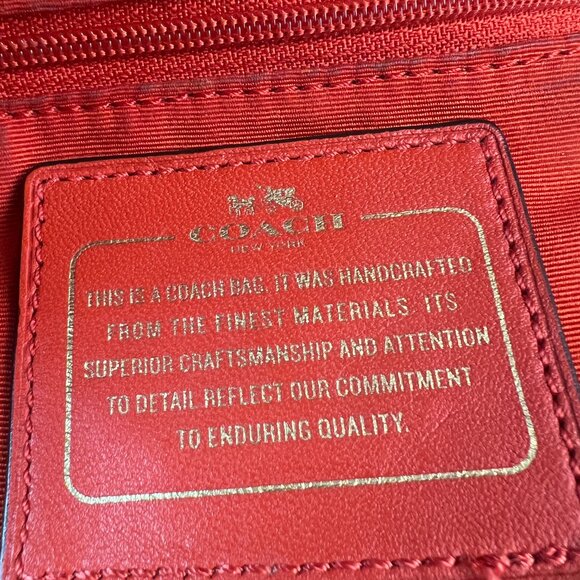 COACH
NEW YORK
THIS IS A COACH BAG. IT WAS HANDCRAFTED
FROM THE FINEST MATERIALS. ITS
SUPERIOR CRAFTSMANSHIP AND ATTENTION
TO DETAIL REFLECT OUR COMMITMENT
TO ENDURING QUALITY.